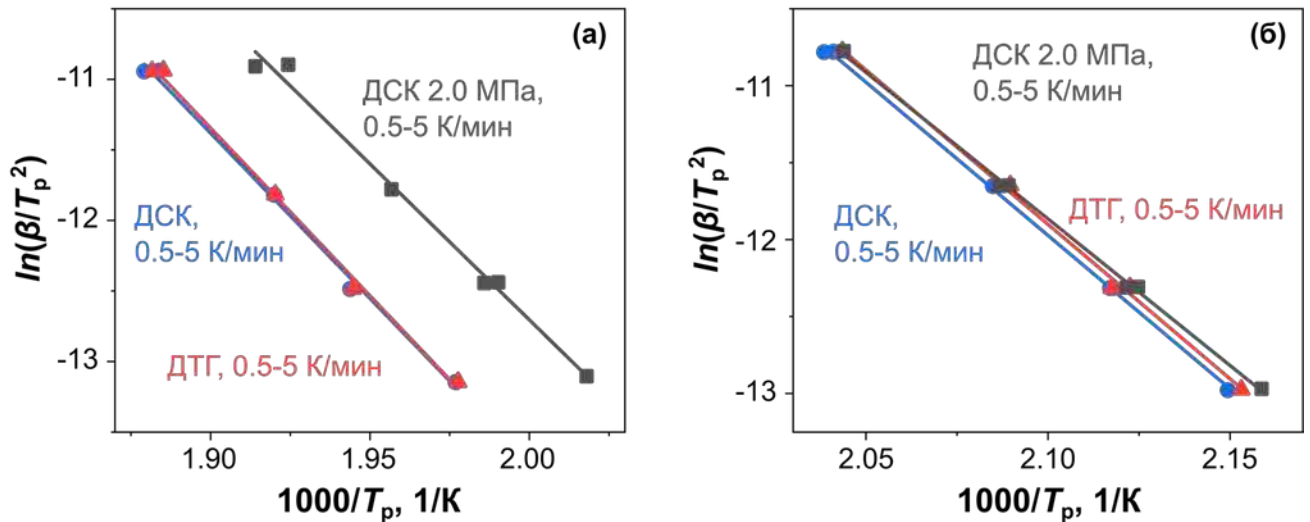 (а)
ДСК 2.0 МПа,
0.5-5 К/мин
ДСК,
0.5-5 К/мин
ДТГ, 0.5-5 К/мин
ln(β/Tp²)
-11
-12
-13
1.90
1.95
2.00
1000/Tp, 1/К
(б)
ДСК 2.0 МПа,
0.5-5 К/мин
ДТГ, 0.5-5 К/мин
ДСК,
0.5-5 К/мин
ln(β/Tp²)
-11
-12
-13
2.05
2.10
2.15
1000/Tp, 1/К